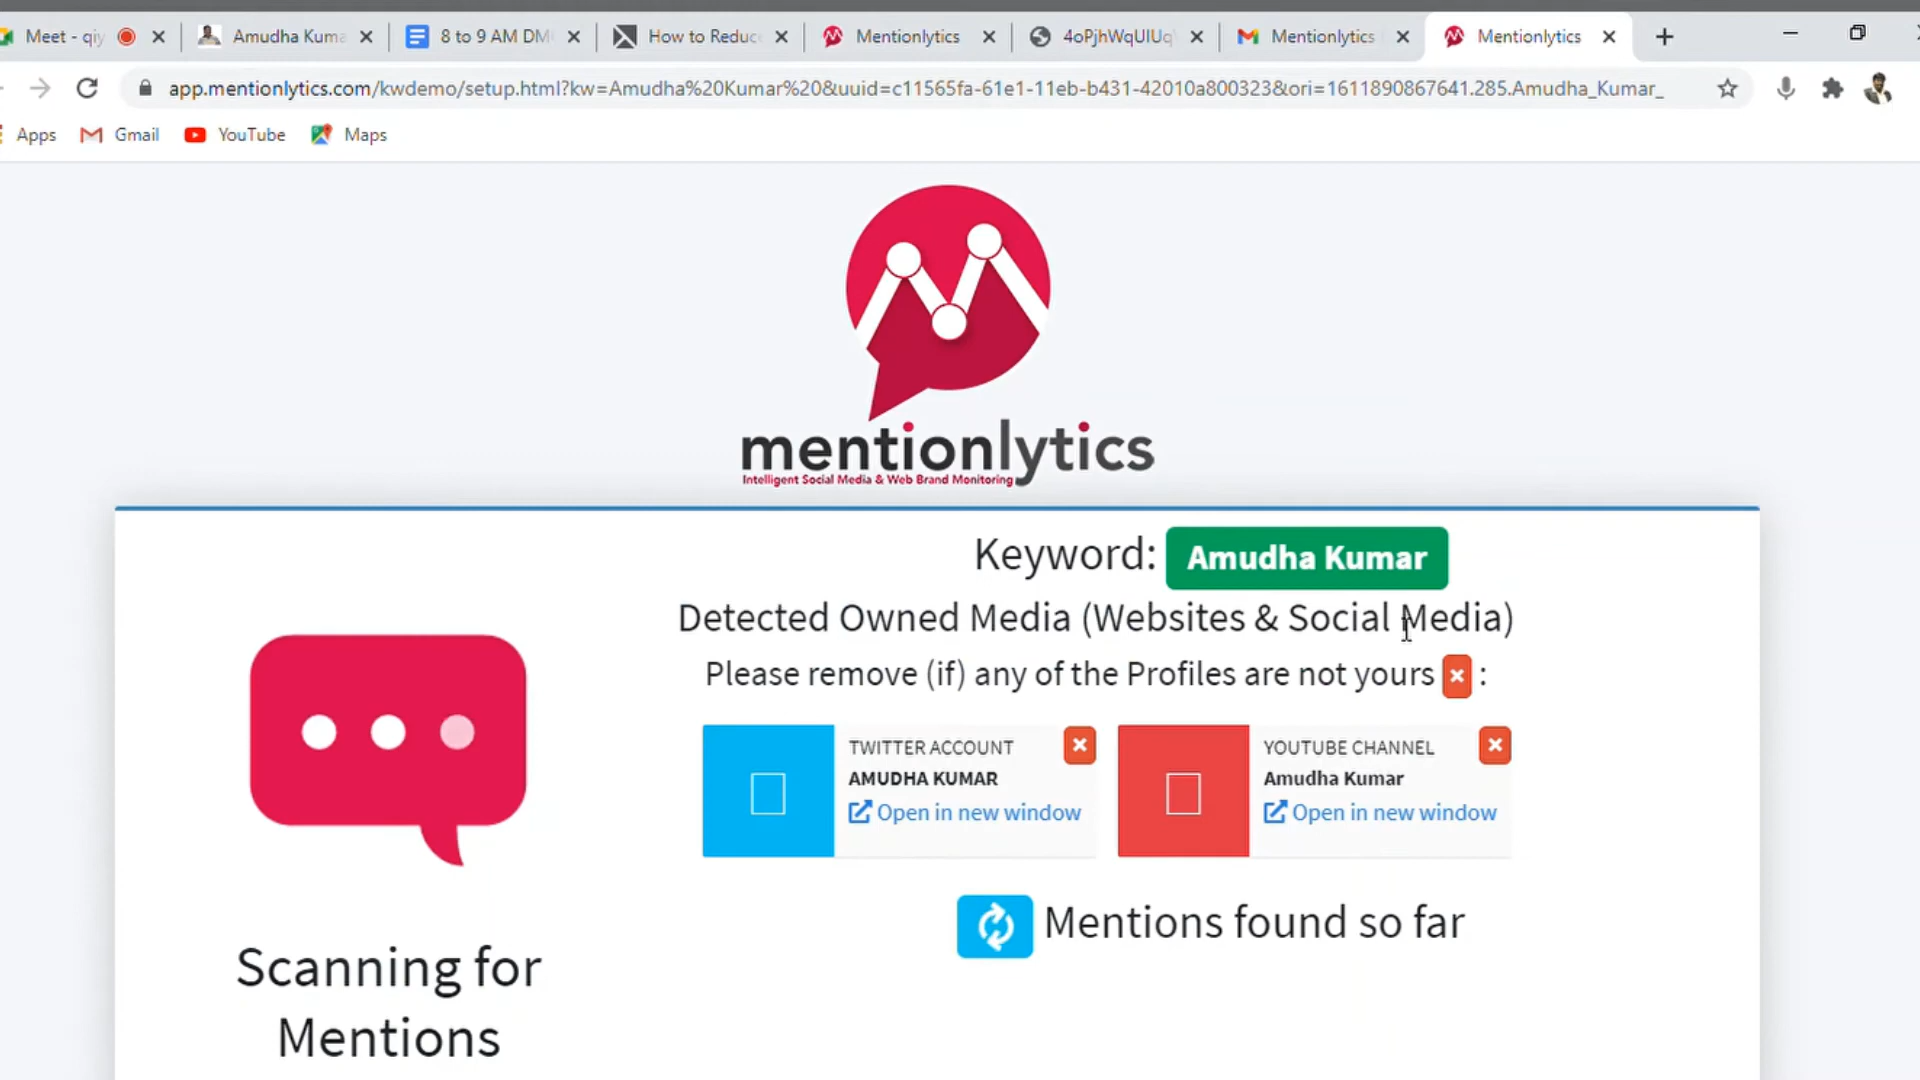 Meet - qiy
Amudha Kuma
8 to 9 AM DM
How to Reduc
Mentionlytics
4oPjhWqUIUq
Mentionlytics
Mentionlytics
app.mentionlytics.com/kwdemo/setup.html?kw=Amudha%20Kumar%20&uuid=c11565fa-61e1-11eb-b431-42010a800323&ori=1611890867641.285.Amudha_Kumar_
Apps
Gmail
YouTube
Maps
mentionlytics
Intelligent Social Media & Web Brand Monitoring
Keyword: Amudha Kumar
Detected Owned Media (Websites & Social Media)
Please remove (if) any of the Profiles are not yours :
TWITTER ACCOUNT
AMUDHA KUMAR
Open in new window
YOUTUBE CHANNEL
Amudha Kumar
Open in new window
Mentions found so far
Scanning for
Mentions